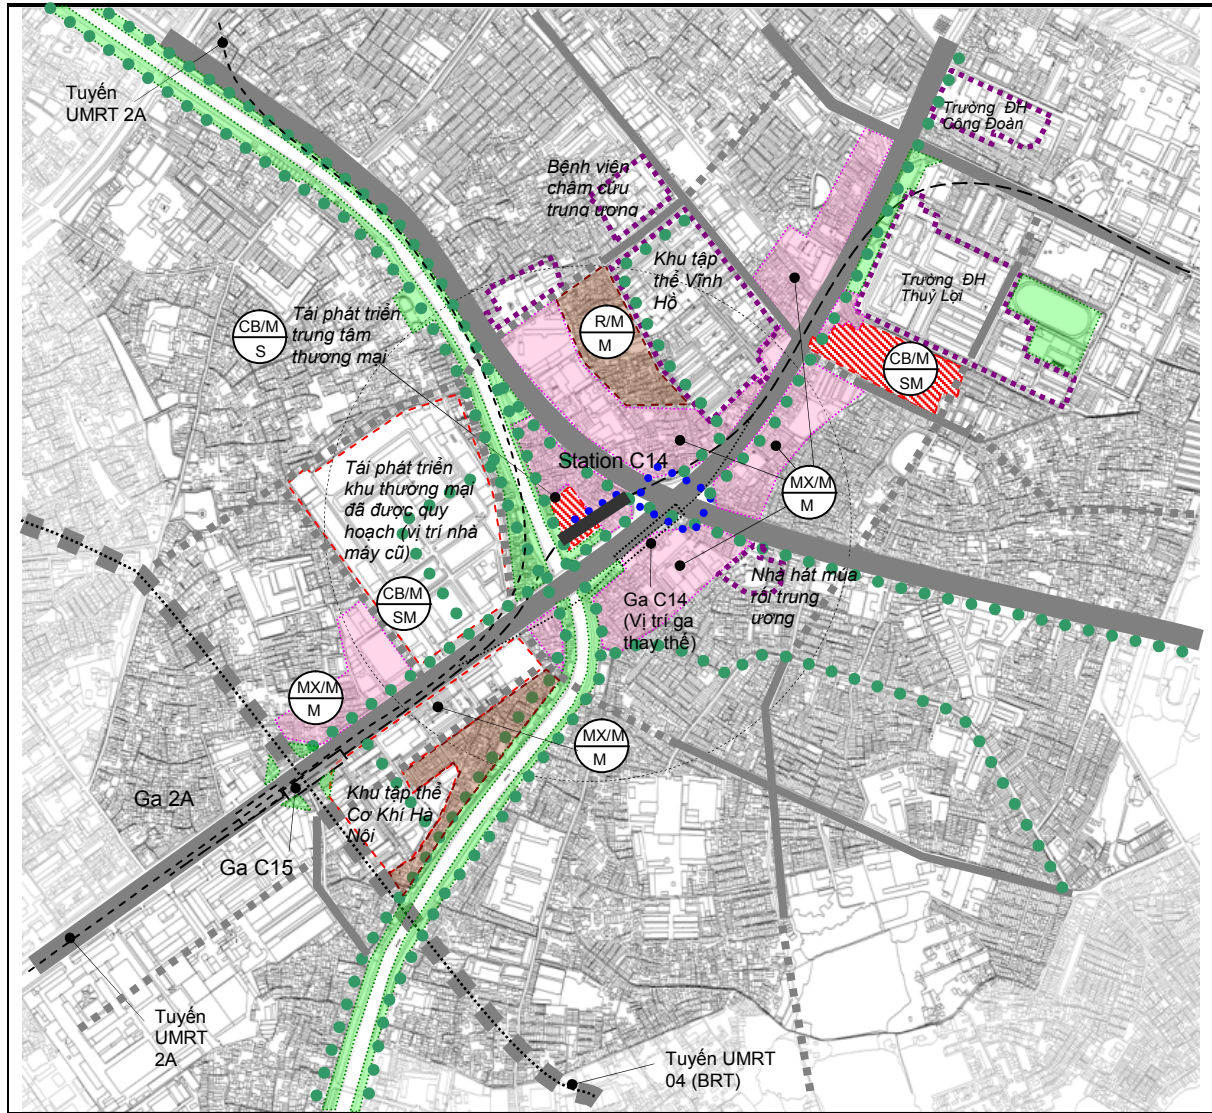 Tuyến
UMRT 2A
Trường ĐH
Công Đoàn
Bệnh viện
châm cứu
trung ương
Khu tập
thể Vĩnh
Hồ
Trường ĐH
Thuỷ Lợi
Tái phát triển
trung tâm
thương mại
CB/M
S
R/M
M
CB/M
SM
Station C14
Tái phát triển
khu thương mại
đã được quy
hoạch (vị trí nhà
máy cũ)
MX/M
M
CB/M
SM
Ga C14
(Vị trí ga
thay thế)
Nhà hát múa
rối trung
ương
MX/M
M
MX/M
M
Ga 2A
Khu tập thể
Cơ Khí Hà
Nội
Ga C15
Tuyến
UMRT
2A
Tuyến UMRT
04 (BRT)